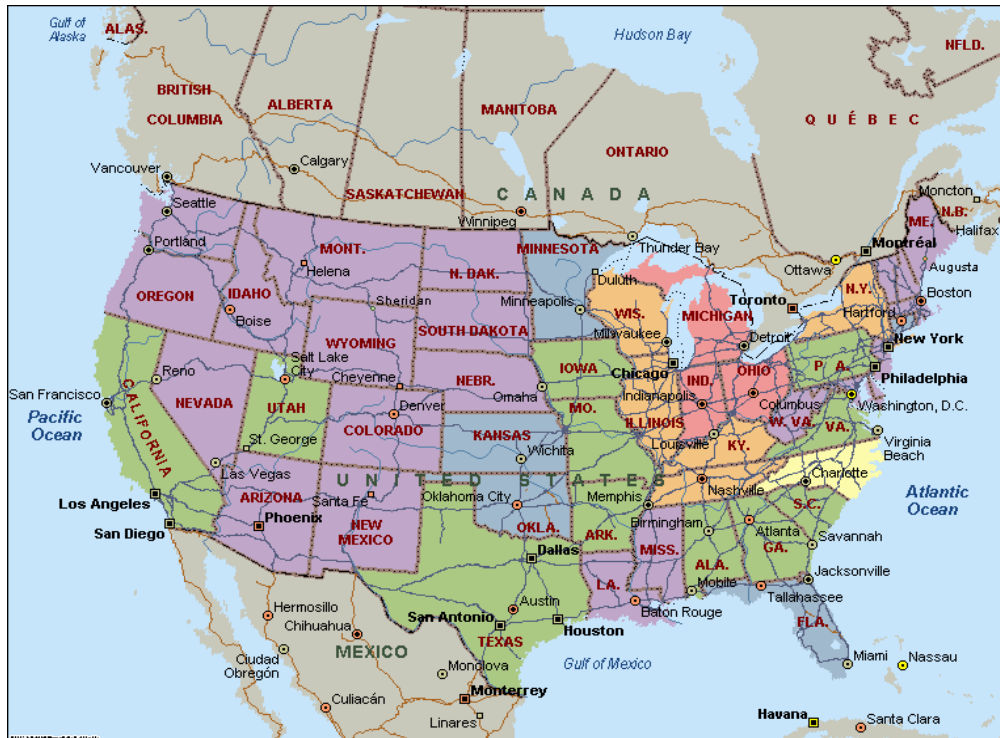 Gulf of
Alaska
ALAS.
Hudson Bay
NFLD.
BRITISH
COLUMBIA
ALBERTA
MANITOBA
QUÉBEC
ONTARIO
Vancouver
Calgary
SASKATCHEWAN
CANADA
Moncton
N.B.
Halifax
Seattle
Winnipeg
ME.
Portland
MONT.
MINNESOTA
Thunder Bay
Montréal
Helena
N. DAK.
Duluth
Ottawa
Augusta
OREGON
IDAHO
Sheridan
Minneapolis
N.Y.
Boston
Boise
SOUTH DAKOTA
WIS.
MICHIGAN
Toronto
Hartford
WYOMING
Milwaukee
Detroit
New York
Reno
Salt Lake
City
Cheyenne
NEBR.
IOWA
Chicago
OHIO
P A.
Philadelphia
San Francisco
CALIFORNIA
NEVADA
UTAH
Denver
Omaha
IND.
Indianapolis
Columbus
Washington, D.C.
Pacific
Ocean
COLORADO
KANSAS
MO.
ILLINOIS
W. VA.
VA.
St. George
Wichita
Louisville
KY.
Virginia
Beach
Las Vegas
UNITED STATES
Charlotte
Los Angeles
ARIZONA
Santa Fe
Oklahoma City
Memphis
Nashville
S.C.
Atlantic
Ocean
San Diego
Phoenix
NEW
MEXICO
OKLA.
ARK.
Birmingham
Atlanta
Savannah
Dallas
MISS.
ALA.
GA.
LA.
Mobile
Jacksonville
Hermosillo
Austin
Baton Rouge
Tallahassee
Chihuahua
San Antonio
Houston
FLA.
MEXICO
TEXAS
Ciudad
Obregón
Monclova
Gulf of Mexico
Miami
Nassau
Culiacán
Monterrey
Linares
Havana
Santa Clara